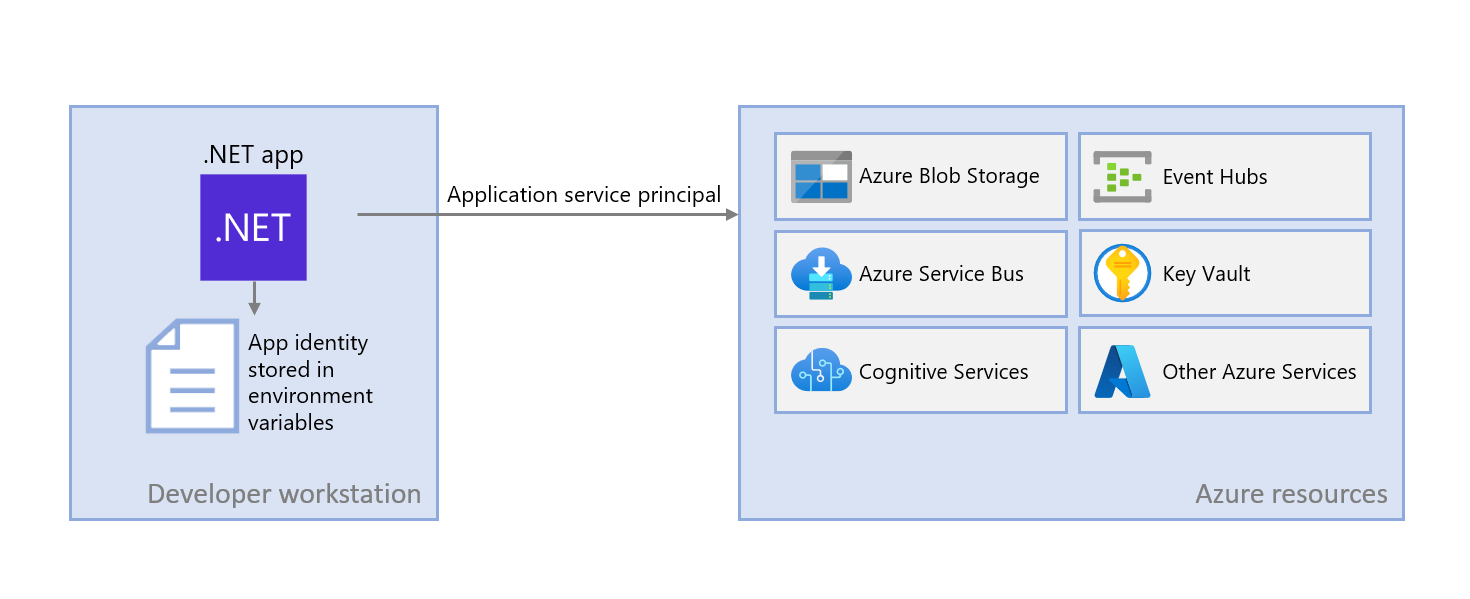 .NET app
.NET
App identity
stored in
environment
variables
Developer workstation
Application service principal
Azure Blob Storage
Event Hubs
Azure Service Bus
Key Vault
Cognitive Services
Other Azure Services
Azure resources